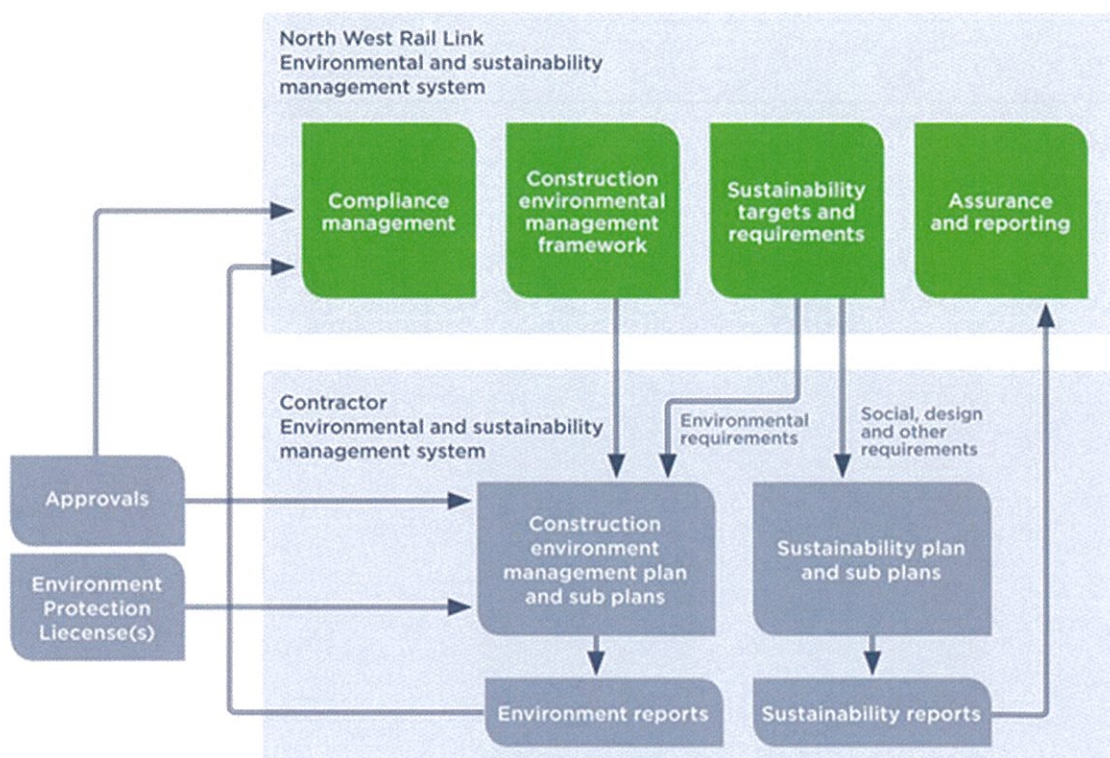 North West Rail Link
Environmental and sustainability
management system
Compliance
management
Construction
environmental
management
framework
Sustainability
targets and
requirements
Assurance
and reporting
Contractor
Environmental and sustainability
management system
Environmental
requirements
Social, design
and other
requirements
Approvals
Environment
Protection
Liecense(s)
Construction
environment
management plan
and sub plans
Sustainability plan
and sub plans
Environment reports
Sustainability reports